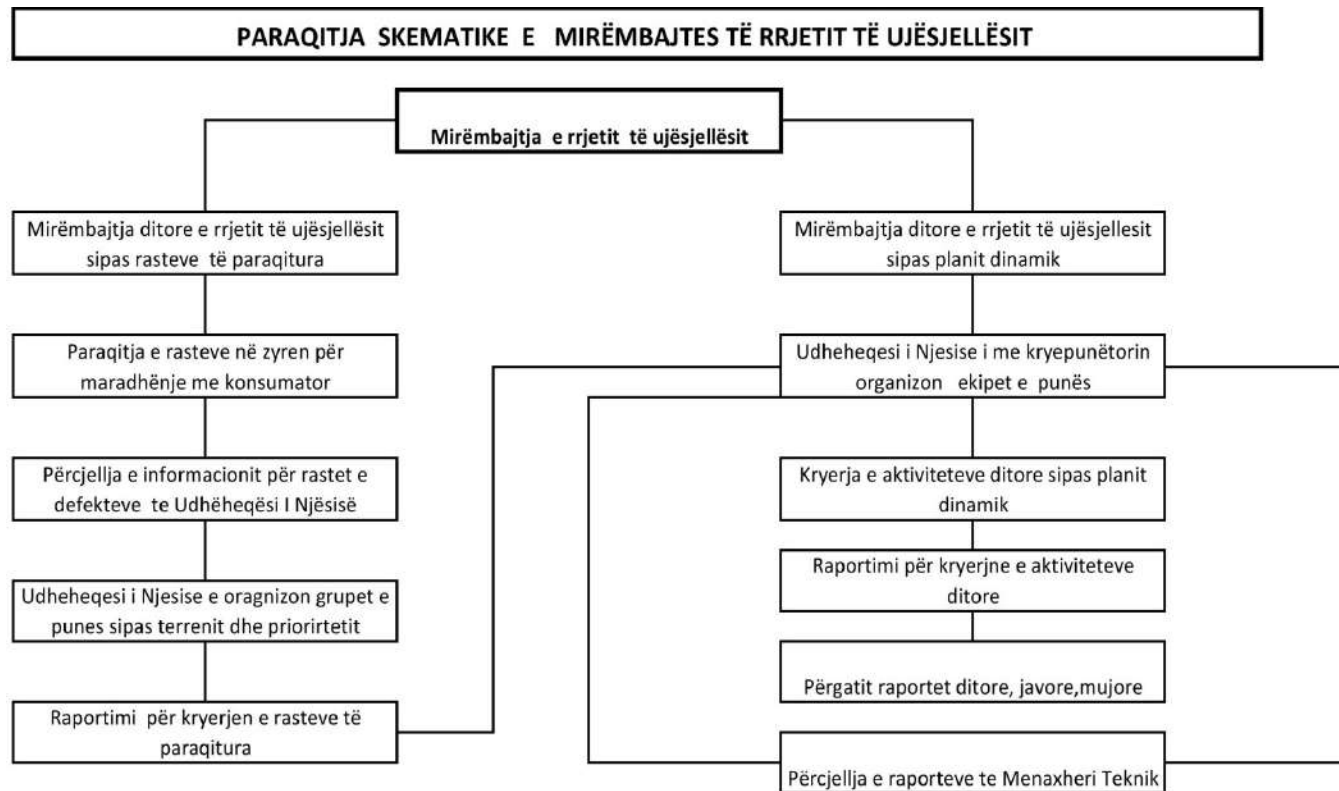 PARAQITJA SKEMATIKE E MIRËMBAJTES TË RRJETIT TË UJËSJELLËSIT
Mirëmbajtja e rrjetit të ujësjellësit
Mirëmbajtja ditore e rrjetit të ujësjellësit
sipas rasteve të paraqitura
Paraqitja e rasteve në zyren për
maradhënje me konsumator
Përcjellja e informacionit për rastet e
defekteve te Udhëheqësi I Njësisë
Udheheqesi i Njesise e oragnizon grupet e
punes sipas terrenit dhe priorirtetit
Raportimi për kryerjen e rasteve të
paraqitura
Mirëmbajtja ditore e rrjetit të ujësjellesit
sipas planit dinamik
Udheheqesi i Njesise i me kryepunëtorin
organizon ekipet e punës
Kryerja e aktiviteteve ditore sipas planit
dinamik
Raportimi për kryerjne e aktiviteteve
ditore
Përgatit raportet ditore, javore,mujore
Përcjellja e raporteve te Menaxheri Teknik